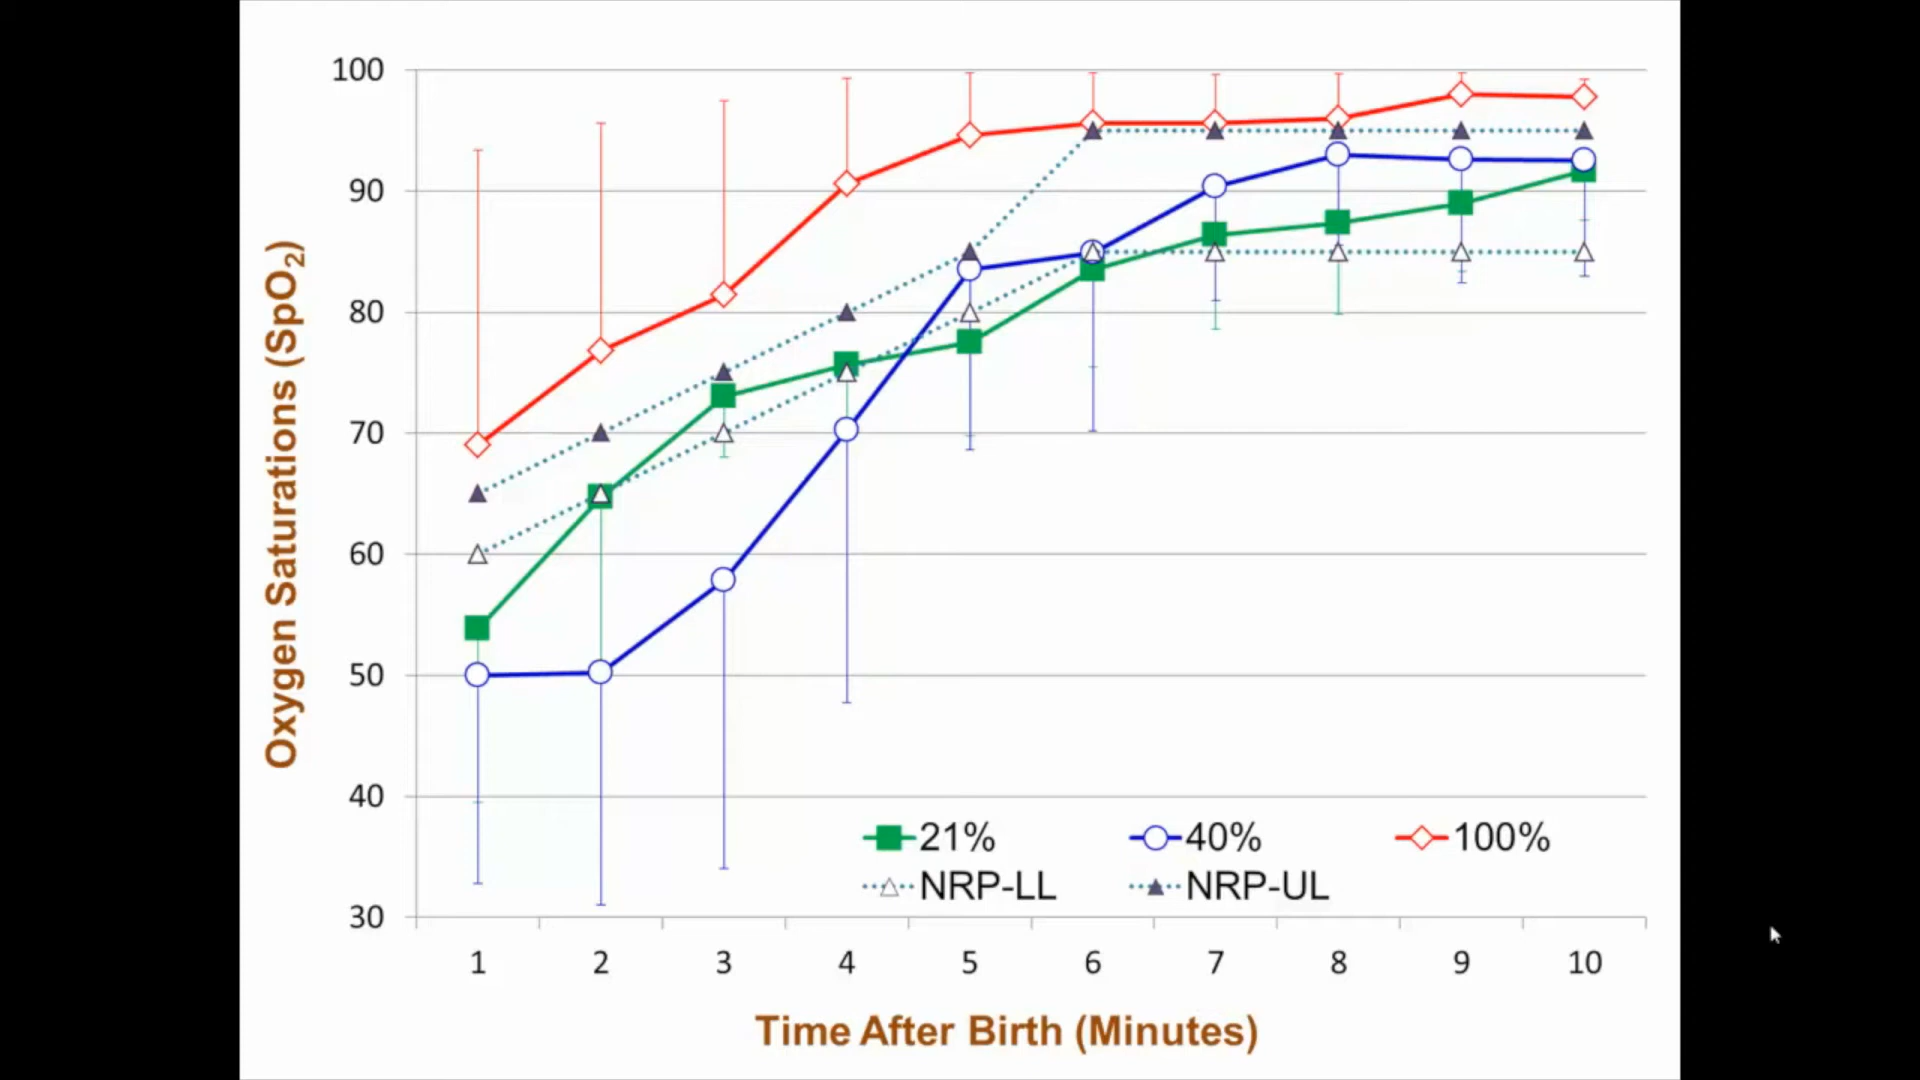 Oxygen Saturations (SpO₂)
100
90
80
70
60
50
40
30
21% 40% 100%
NRP-LL NRP-UL
1 2 3 4 5 6 7 8 9 10
Time After Birth (Minutes)